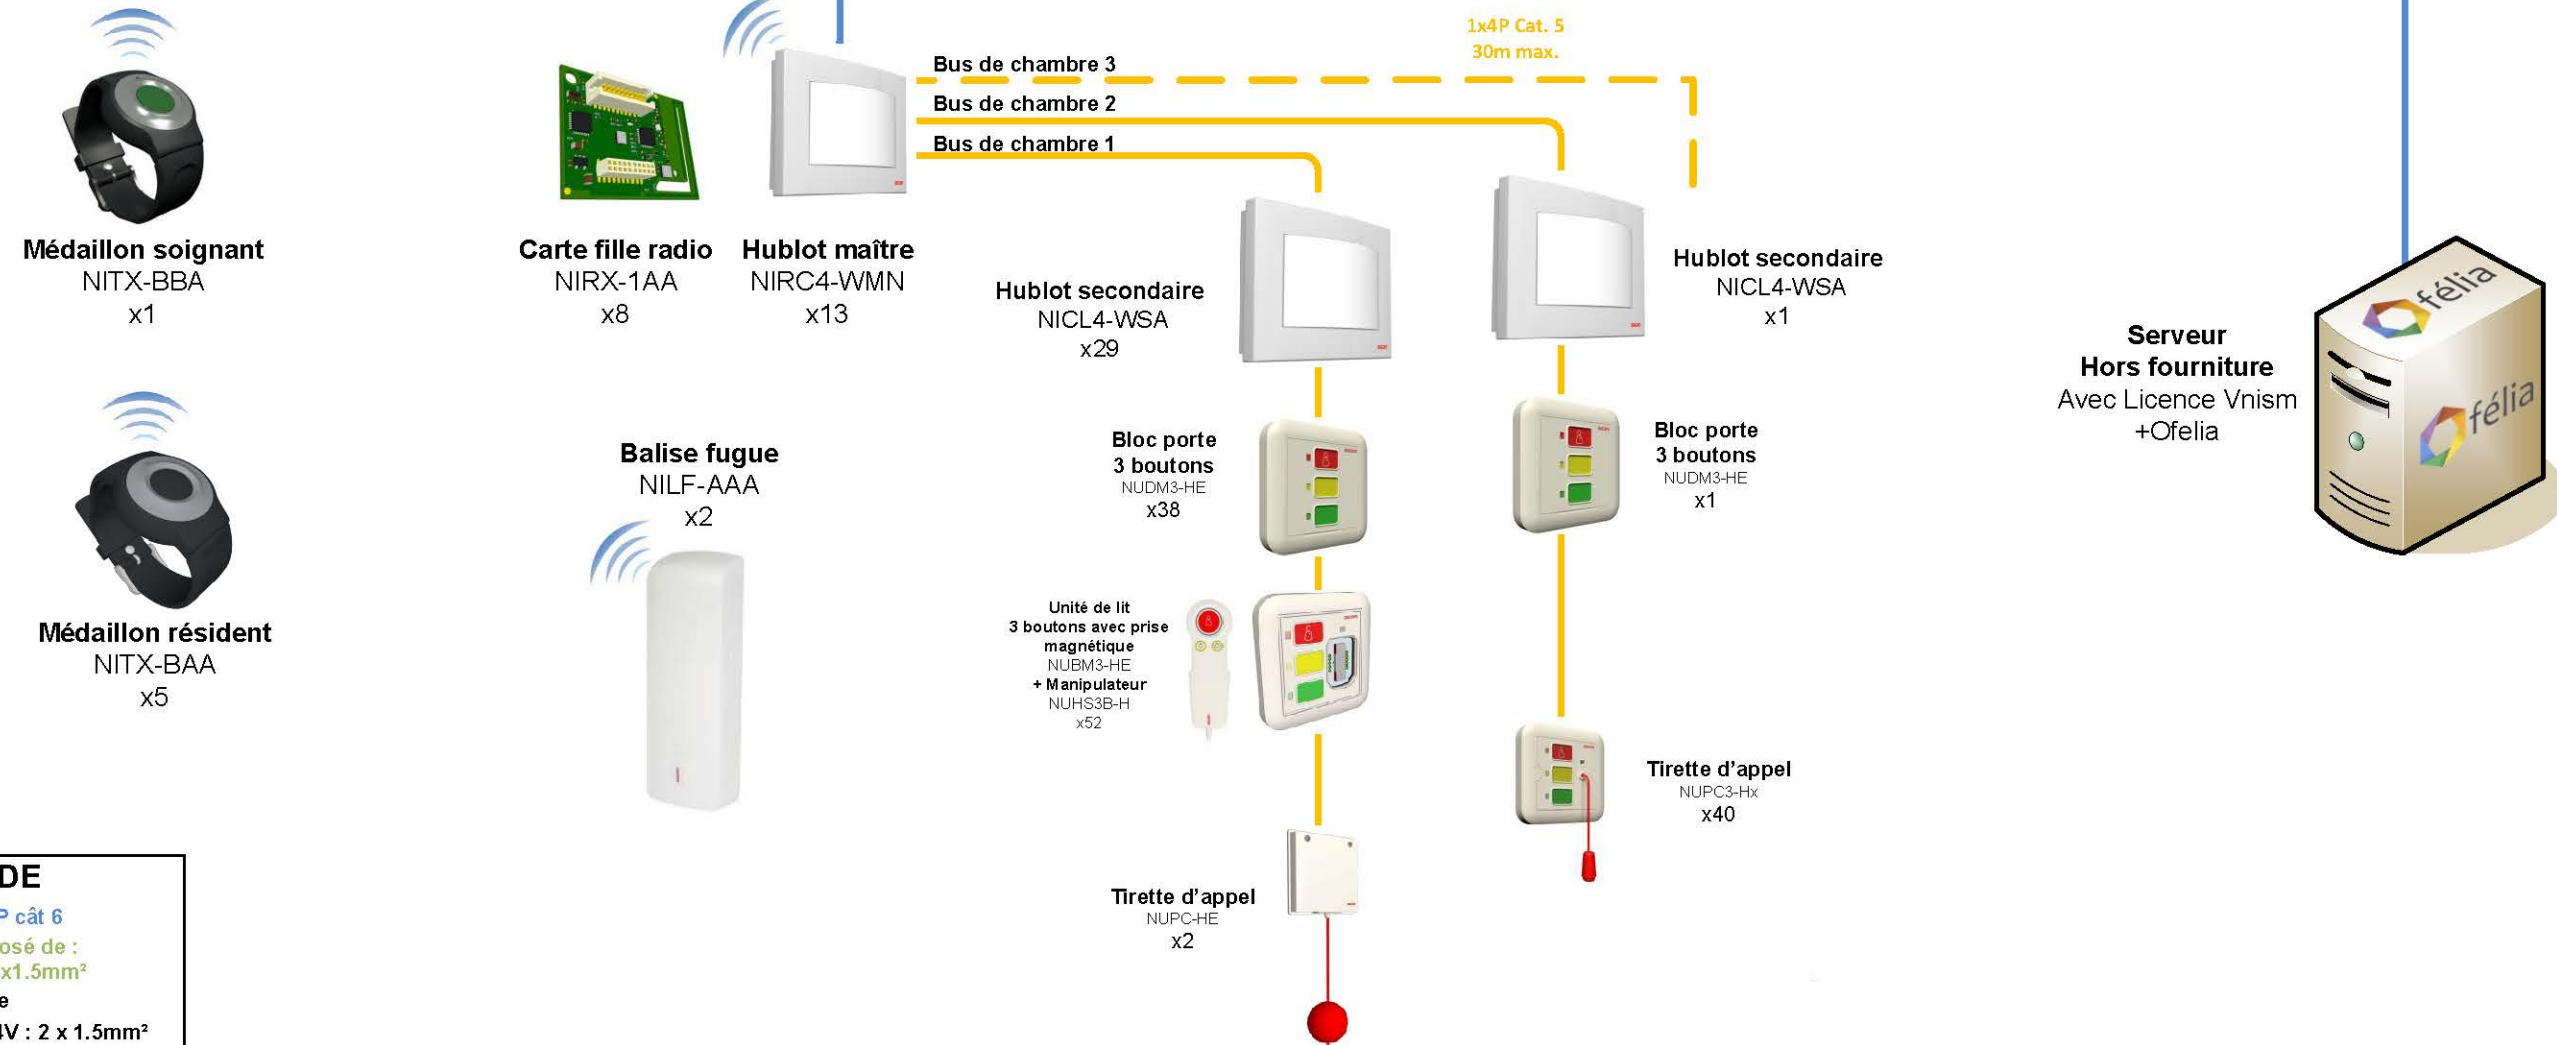 1x4P Cat. 5
30m max.
Bus de chambre 3
Bus de chambre 2
Bus de chambre 1
Médaillon soignant
NITX-BBA
x1
Carte fille radio
NIRX-1AA
x8
Hublot maître
NIRC4-WMN
x13
Hublot secondaire
NICL4-WSA
x29
Hublot secondaire
NICL4-WSA
x1
Serveur
Hors fourniture
Avec Licence Vnism
+Ofelia
félia
félia
Médaillon résident
NITX-BAA
x5
Balise fugue
NILF-AAA
x2
Bloc porte
3 boutons
NUDM3-HE
x38
Bloc porte
3 boutons
NUDM3-HE
x1
Unité de lit
3 boutons avec prise
magnétique
NUBM3-HE
+ Manipulateur
NUHS3B-H
x52
Tirette d'appel
NUPC3-Hx
x40
Tirette d'appel
NUPC-HE
x2
DE
P cât 6
osé de :
x1.5mm²
e
V : 2 x 1.5mm²